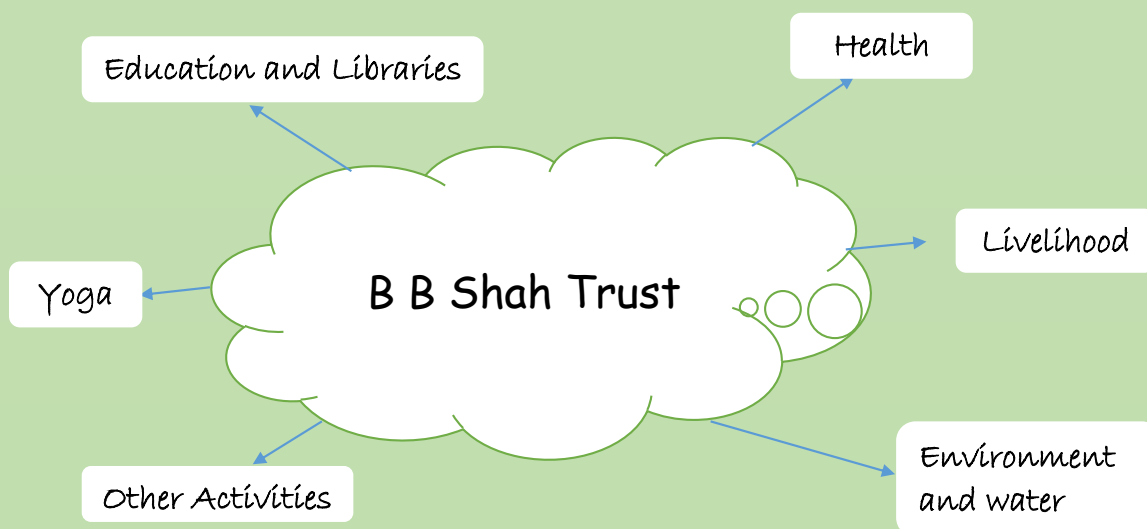 Education and Libraries
Health
Livelihood
B B Shah Trust
Yoga
Environment
and water
Other Activities